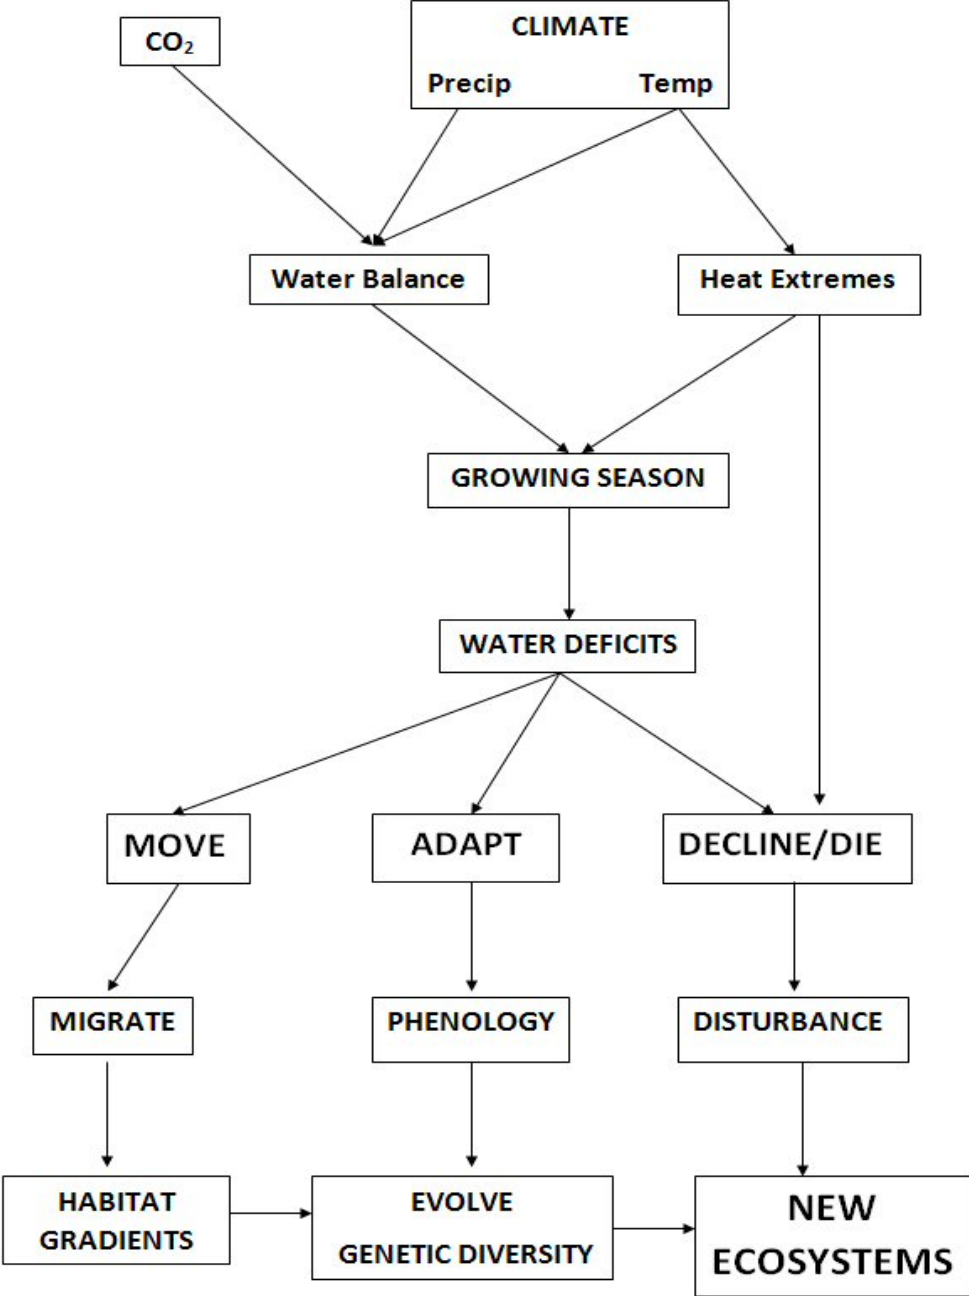 CO₂
CLIMATE
Precip Temp
Water Balance
Heat Extremes
GROWING SEASON
WATER DEFICITS
MOVE
ADAPT
DECLINE/DIE
MIGRATE
PHENOLOGY
DISTURBANCE
HABITAT
GRADIENTS
EVOLVE
GENETIC DIVERSITY
NEW
ECOSYSTEMS